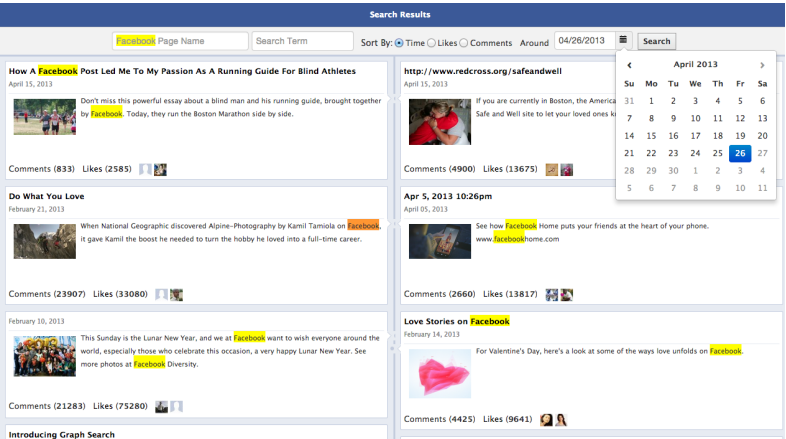 Search Results
Facebook Page Name
Search Term
Sort By: Time Likes Comments Around 04/26/2013 Search
How A Facebook Post Led Me To My Passion As A Running Guide For Blind Athletes
April 15, 2013
Don't miss this powerful essay about a blind man and his running guide, brought together
by Facebook. Today, they run the Boston Marathon side by side.
Comments (833) Likes (2585)
Do What You Love
February 21, 2013
When National Geographic discovered Alpine-Photography by Kamil Tamiola on Facebook,
it gave Kamil the boost he needed to turn the hobby he loved into a full-time career.
Comments (23907) Likes (33080)
February 10, 2013
This Sunday is the Lunar New Year, and we at Facebook want to wish everyone around the
world, especially those who celebrate this occasion, a very happy Lunar New Year. See
more photos at Facebook Diversity.
Comments (21283) Likes (75280)
Introducing Graph Search
http://www.redcross.org/safeandwell
April 15, 2013
If you are currently in Boston, the America
Safe and Well site to let your loved ones k
Comments (4900) Likes (13675)
Apr 5, 2013 10:26pm
April 05, 2013
See how Facebook Home puts your friends at the heart of your phone.
www.facebookhome.com
Comments (2660) Likes (13817)
Love Stories on Facebook
February 14, 2013
For Valentine's Day, here's a look at some of the ways love unfolds on Facebook.
Comments (4425) Likes (9641)
‹ April 2013 ›
Su Mo Tu We Th Fr Sa
31 1 2 3 4 5 6
7 8 9 10 11 12 13
14 15 16 17 18 19 20
21 22 23 24 25 26 27
28 29 30 1 2 3 4
5 6 7 8 9 10 11